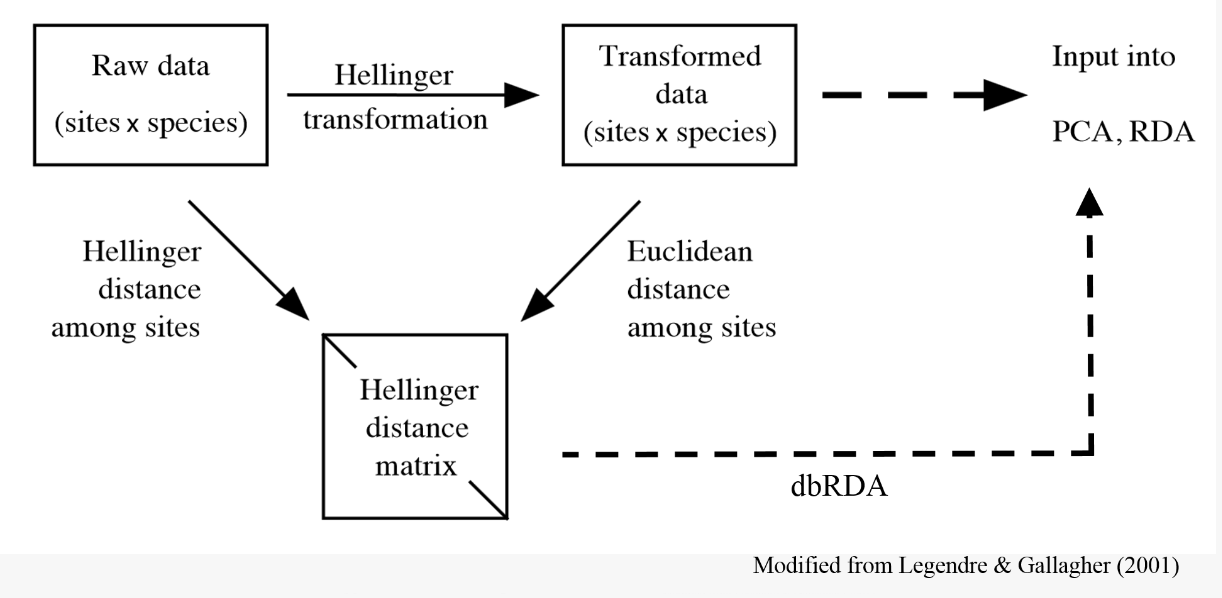 Raw data
(sites x species)
Hellinger
transformation
Transformed
data
(sites x species)
Input into
PCA, RDA
Hellinger
distance
among sites
Euclidean
distance
among sites
Hellinger
distance
matrix
dbRDA
Modified from Legendre & Gallagher (2001)